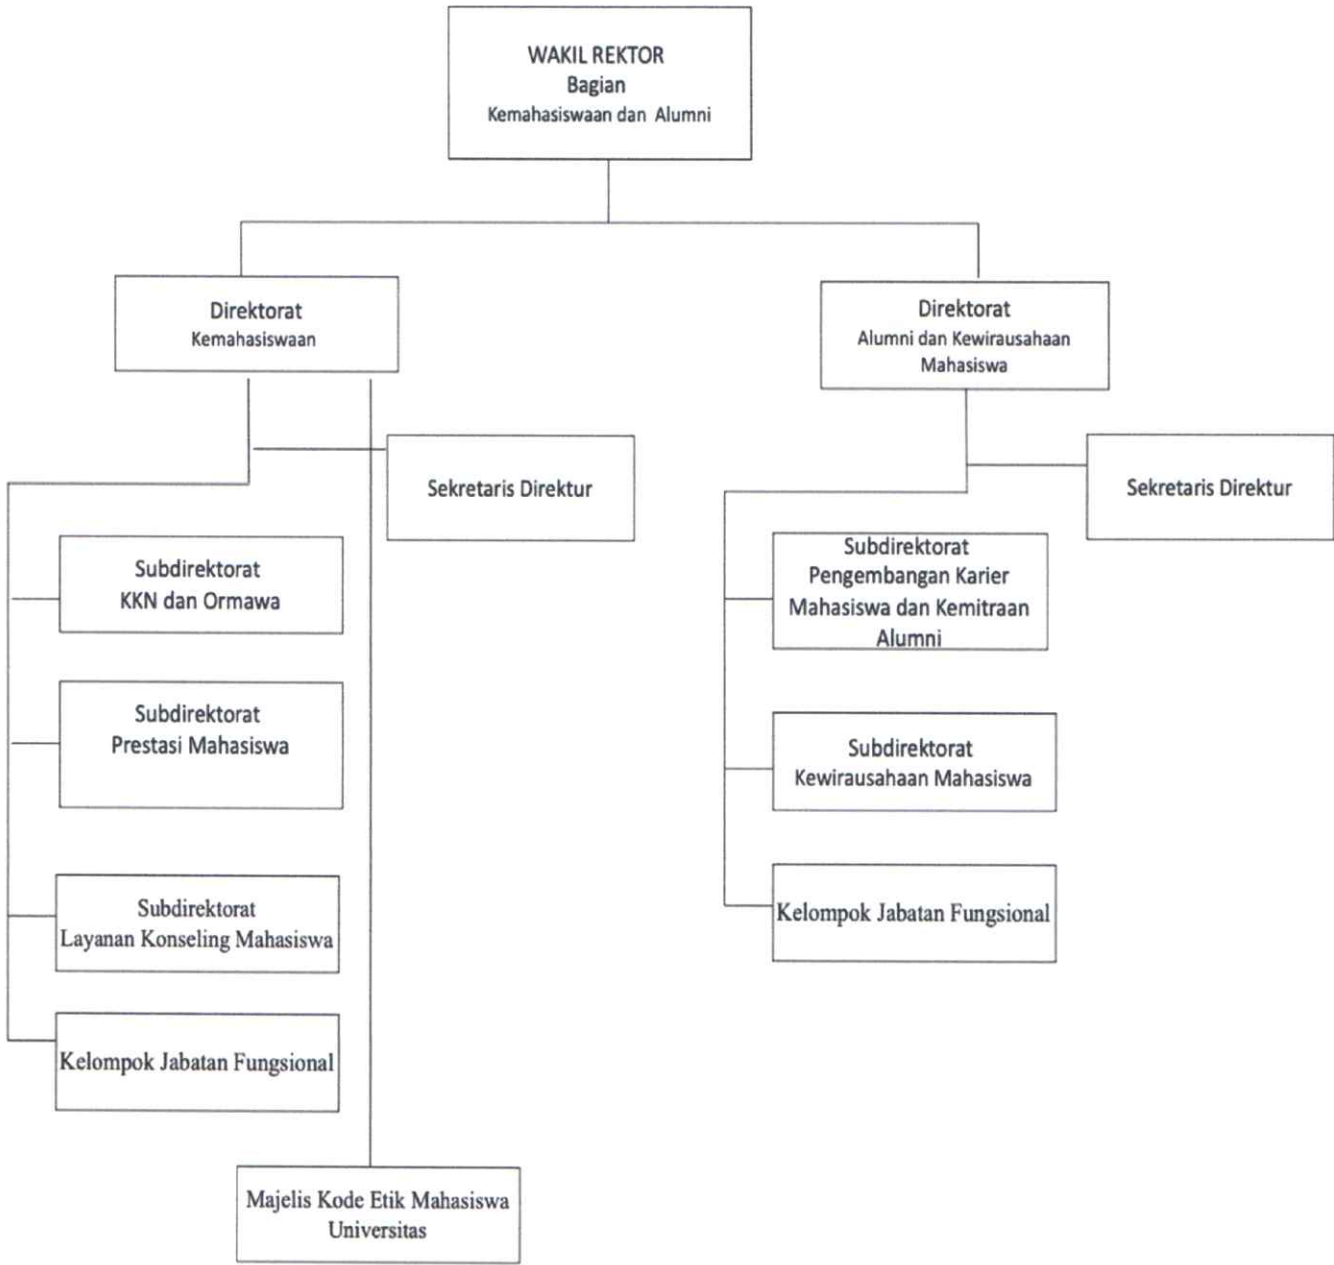 WAKIL REKTOR
Bagian
Kemahasiswaan dan Alumni
Direktorat
Kemahasiswaan
Direktorat
Alumni dan Kewirausahaan
Mahasiswa
Sekretaris Direktur
Sekretaris Direktur
Subdirektorat
KKN dan Ormawa
Subdirektorat
Pengembangan Karier
Mahasiswa dan Kemitraan
Alumni
Subdirektorat
Prestasi Mahasiswa
Subdirektorat
Kewirausahaan Mahasiswa
Subdirektorat
Layanan Konseling Mahasiswa
Kelompok Jabatan Fungsional
Kelompok Jabatan Fungsional
Majelis Kode Etik Mahasiswa
Universitas